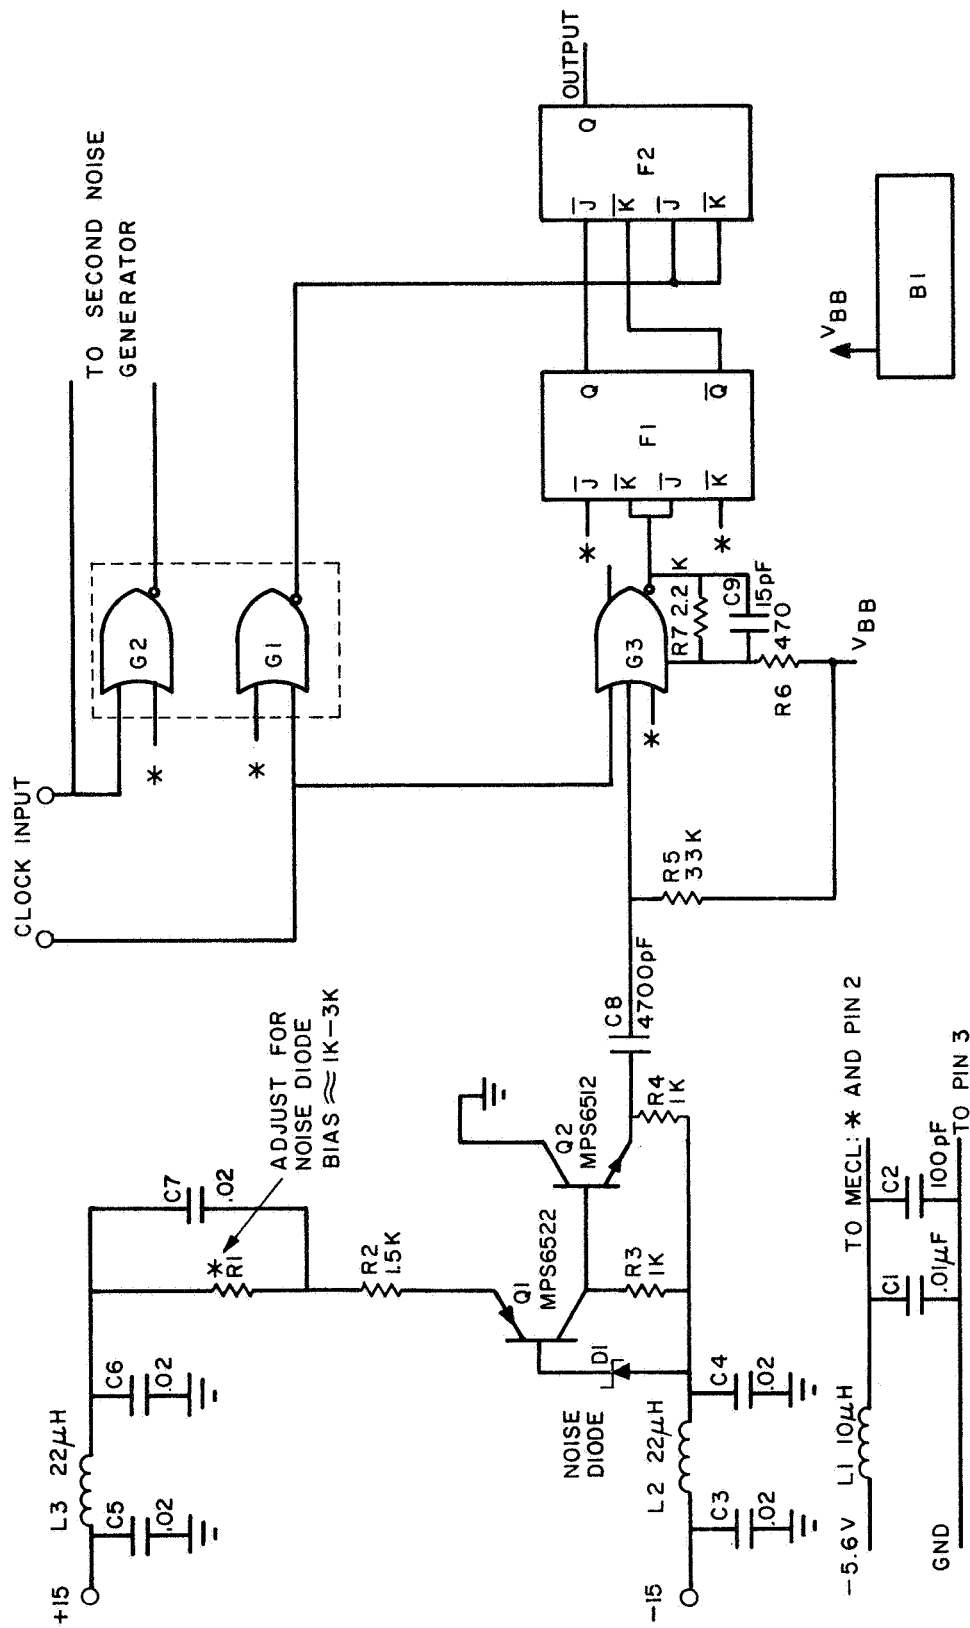 CLOCK INPUT
TO SECOND NOISE
GENERATOR
G2
*
G1
*
+15
L3 22µH
C5
.02
C6
.02
C7
.02
*
R1
ADJUST FOR
NOISE DIODE
BIAS ≈ 1K-3K
R2
1.5K
Q1
MPS6522
Q2
MPS6512
NOISE
DIODE
D1
R3
1K
R4
1K
C8
4700pF
R5
33K
G3
*
R7 2.2 K
C9
15pF
R6
470
VBB
*
J
K
J
K
*
F1
Q
Q
J
K
J
K
F2
Q
OUTPUT
VBB
B1
-15
L2 22µH
C3
.02
C4
.02
-5.6V
L1 10µH
TO MECL: * AND PIN 2
C1
.01µF
C2
100pF
GND
TO PIN 3